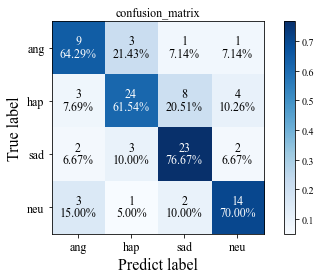 confusion_matrix
True label
ang
9 3 1 1
64.29% 21.43% 7.14% 7.14%
hap
3 24 8 4
7.69% 61.54% 20.51% 10.26%
sad
2 3 23 2
6.67% 10.00% 76.67% 6.67%
neu
3 1 2 14
15.00% 5.00% 10.00% 70.00%
ang hap sad neu
Predict label
0.7
0.6
0.5
0.4
0.3
0.2
0.1